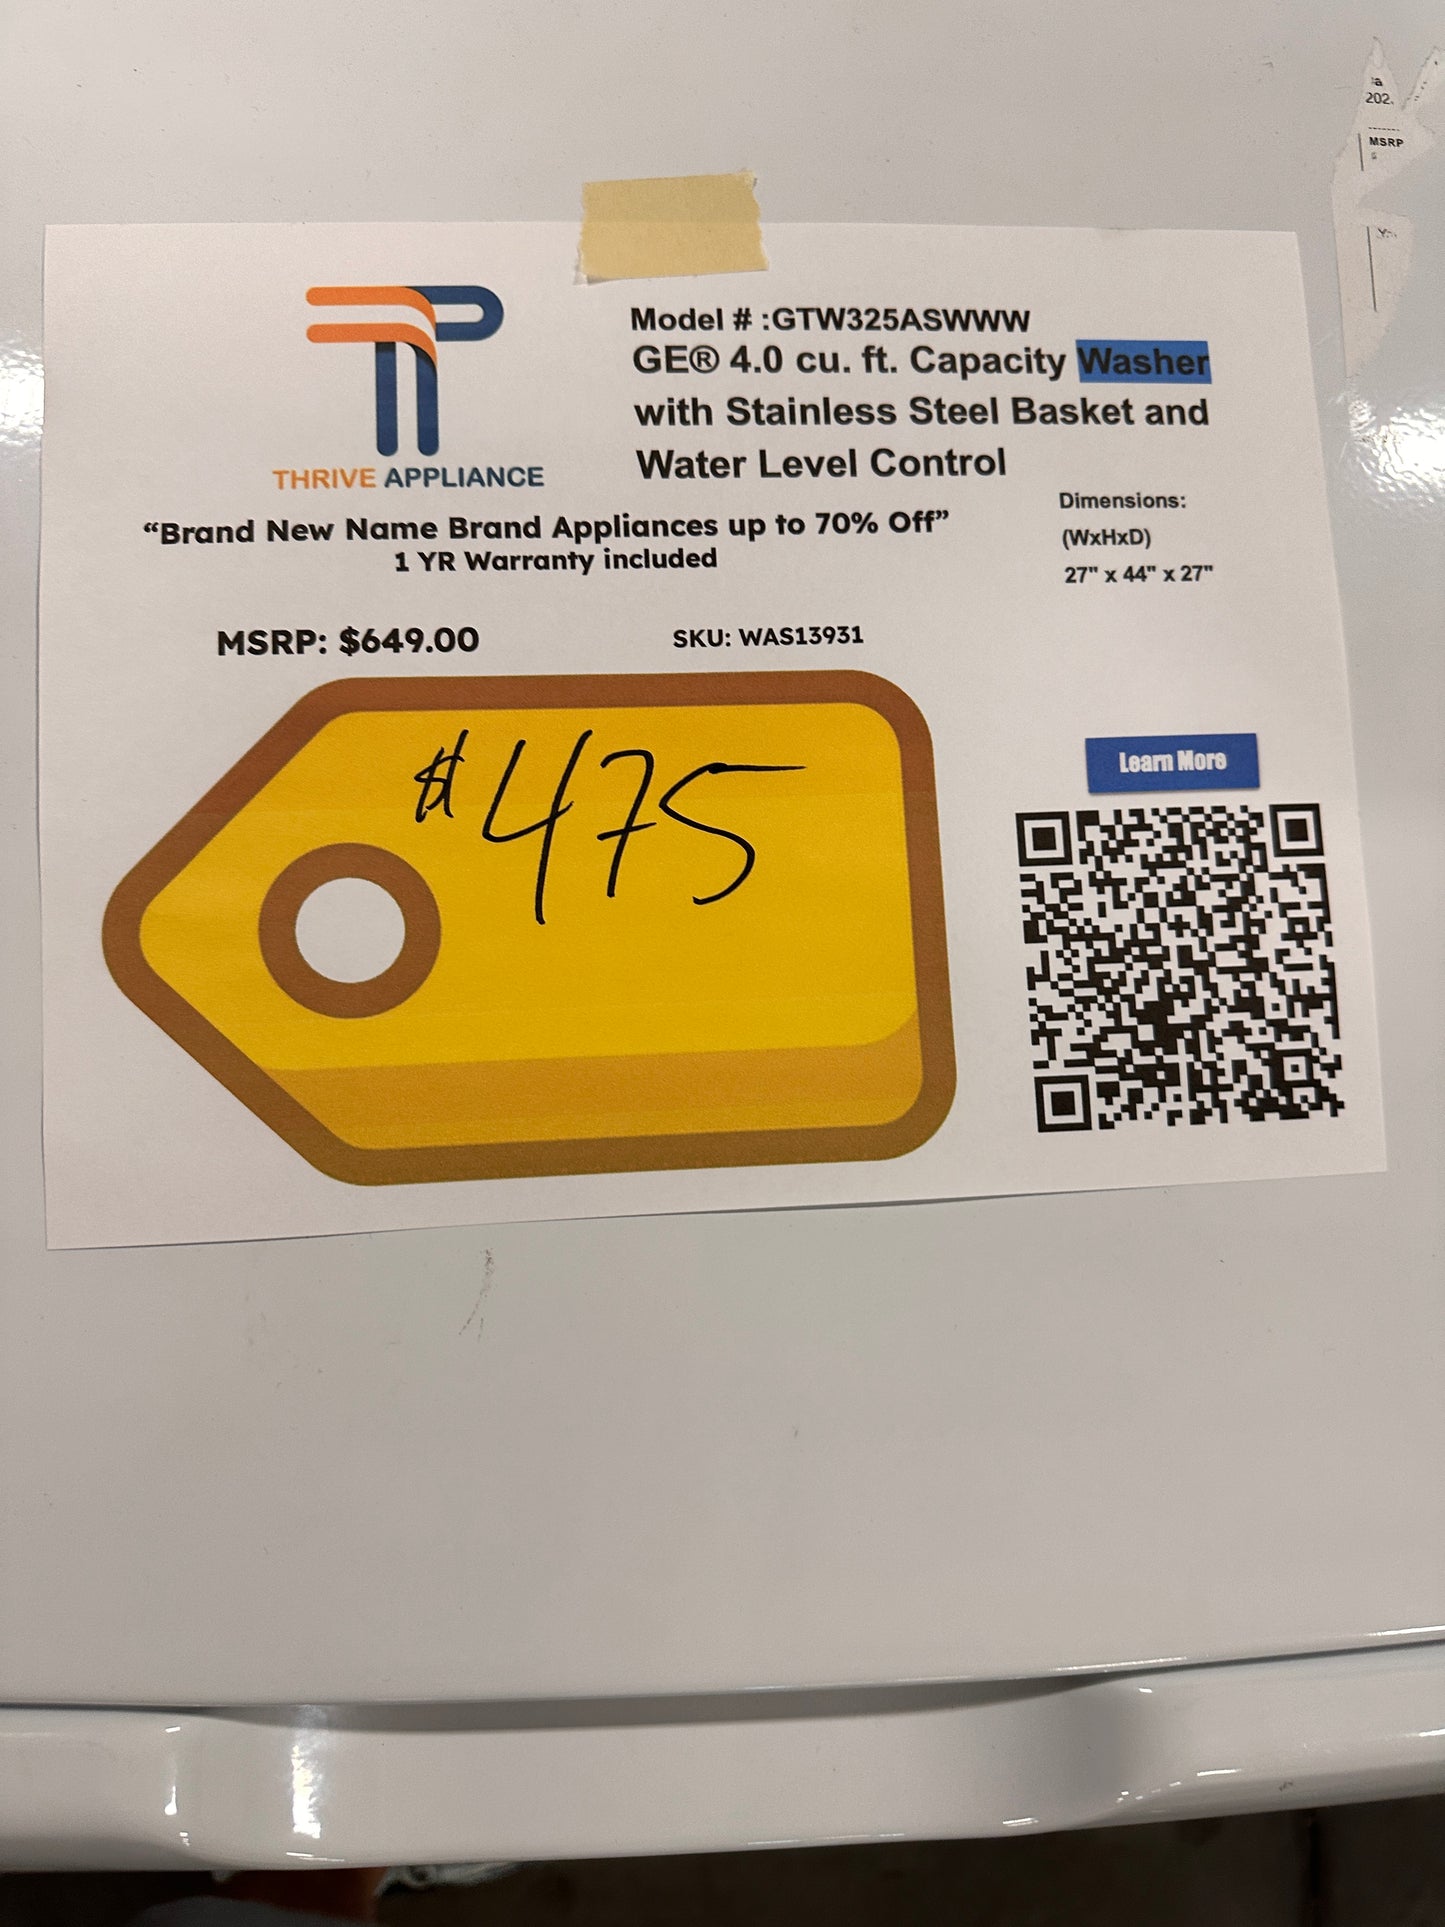 :a
202.
MSRP
$
Model # :GTW325ASWWW
GE® 4.0 cu. ft. Capacity Washer
with Stainless Steel Basket and
Water Level Control
THRIVE APPLIANCE
Dimensions:
(WxHxD)
27" x 44" x 27"
“Brand New Name Brand Appliances up to 70% Off”
1 YR Warranty included
MSRP: $649.00
SKU: WAS13931
$475
Learn More